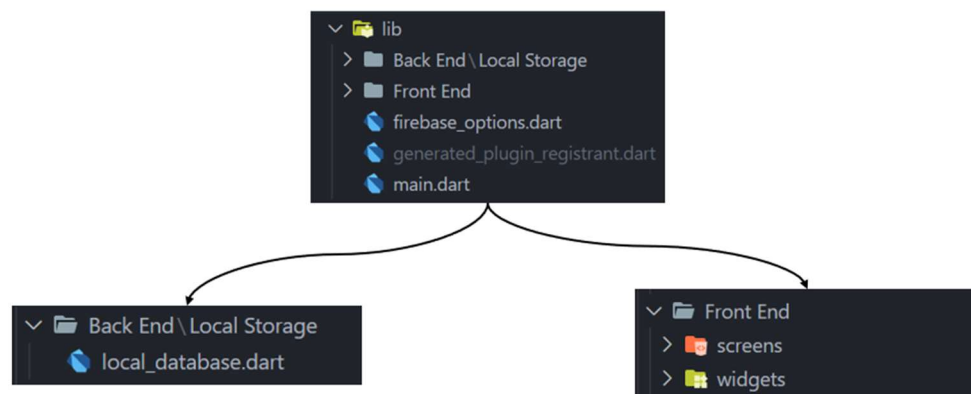 lib
Back End\Local Storage
Front End
firebase_options.dart
generated_plugin_registrant.dart
main.dart
Back End\Local Storage
local_database.dart
Front End
screens
widgets